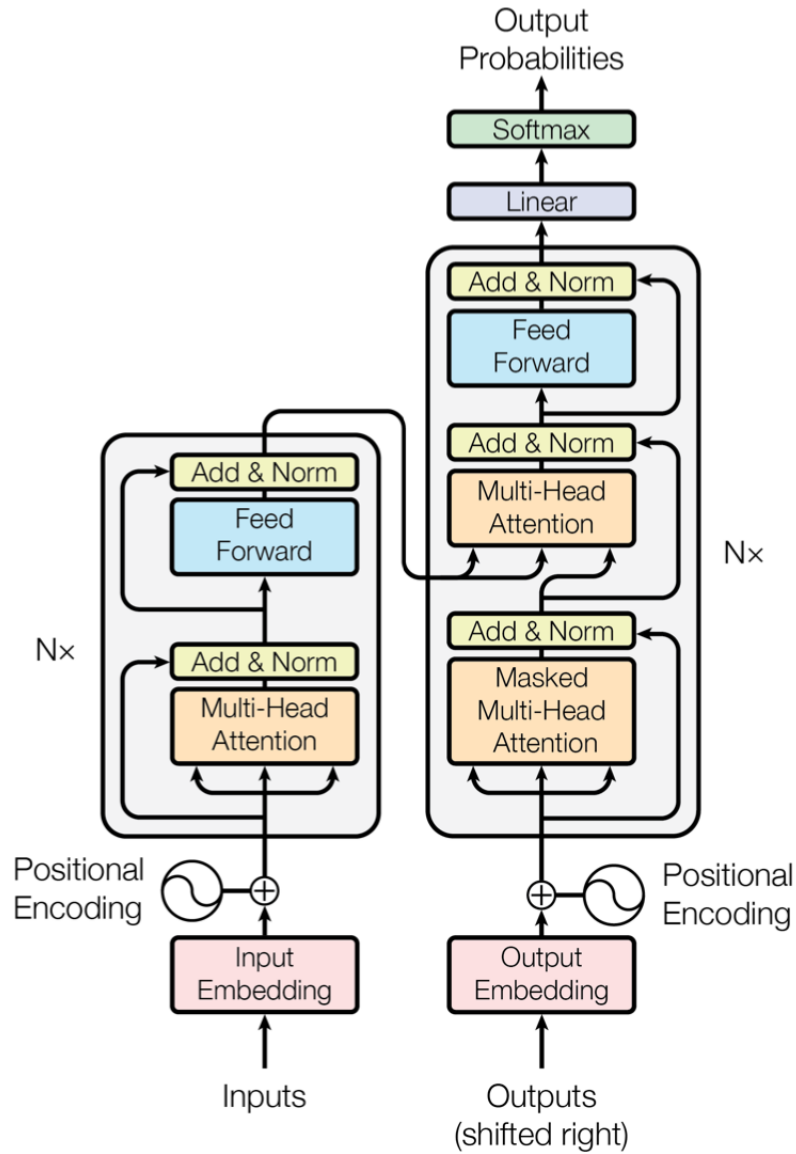 Output
Probabilities
Softmax
Linear
Add & Norm
Feed
Forward
Add & Norm
Multi-Head
Attention
Nx
Add & Norm
Masked
Multi-Head
Attention
Add & Norm
Feed
Forward
Nx
Add & Norm
Multi-Head
Attention
Positional
Encoding
Positional
Encoding
Input
Embedding
Output
Embedding
Inputs
Outputs
(shifted right)